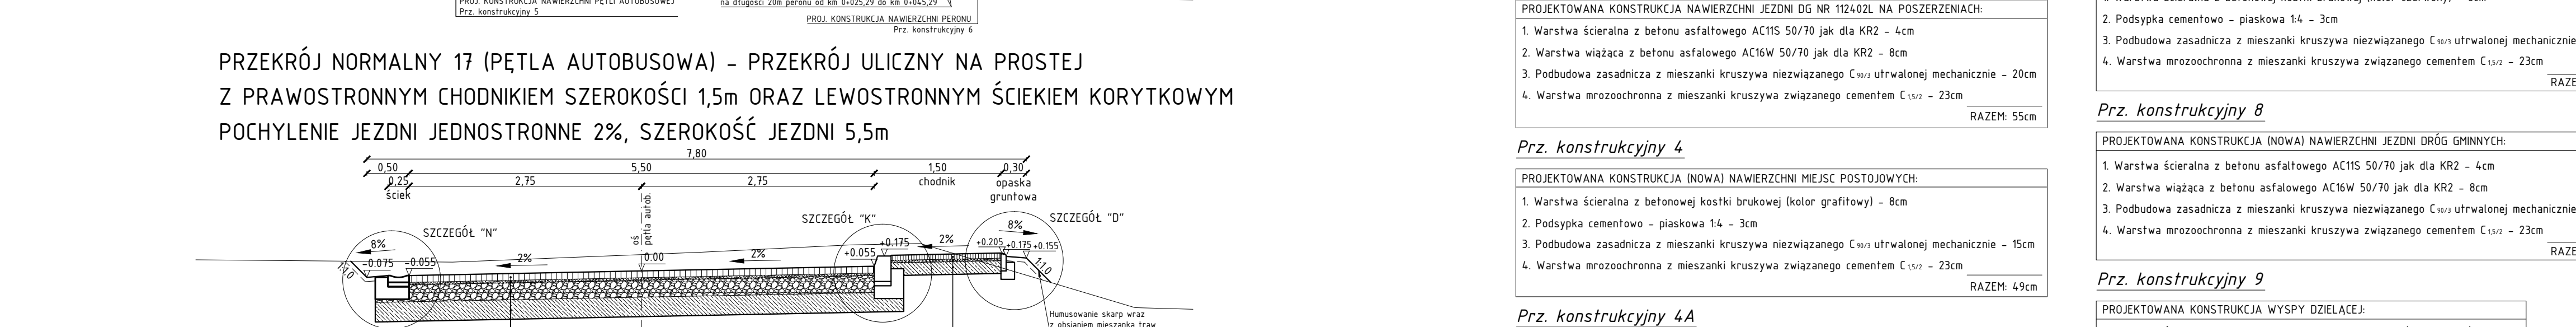 PROJ. KONSTRUKCJA NAWIERZCHNI PĘTLI AUTOBUSOWEJ
Prz. konstrukcyjny 5
na długości 20m peronu od km 0+025,29 do km 0+045,29
PROJ. KONSTRUKCJA NAWIERZCHNI PERONU
Prz. konstrukcyjny 6
PRZEKRÓJ NORMALNY 17 (PĘTLA AUTOBUSOWA) - PRZEKRÓJ ULICZNY NA PROSTEJ
Z PRAWOSTRONNYM CHODNIKIEM SZEROKOŚCI 1,5m ORAZ LEWOSTRONNYM ŚCIEKIEM KORYTKOWYM
POCHYLENIE JEZDNI JEDNOSTRONNE 2%, SZEROKOŚĆ JEZDNI 5,5m
7,80
0,50 5,50 1,50 0,30
0,25 2,75 2,75 chodnik opaska
ściek gruntowa
oś
pętla autob.
SZCZEGÓŁ "N" SZCZEGÓŁ "K" SZCZEGÓŁ "D"
8% 2% 2% 2% 8%
-0.075 -0.055 0.00 +0.055 +0.175 +0.205 +0.175 +0.155
1:1.0 1:1.0
Humusowanie skarp wraz
z obsianiem mieszanką traw
PROJEKTOWANA KONSTRUKCJA NAWIERZCHNI JEZDNI DG NR 112402L NA POSZERZENIACH:
1. Warstwa ścieralna z betonu asfaltowego AC11S 50/70 jak dla KR2 - 4cm
2. Warstwa wiążąca z betonu asfalowego AC16W 50/70 jak dla KR2 - 8cm
3. Podbudowa zasadnicza z mieszanki kruszywa niezwiązanego C 90/3 utrwalonej mechanicznie - 20cm
4. Warstwa mrozoochronna z mieszanki kruszywa związanego cementem C 1,5/2 - 23cm
RAZEM: 55cm
Prz. konstrukcyjny 4
PROJEKTOWANA KONSTRUKCJA (NOWA) NAWIERZCHNI MIEJSC POSTOJOWYCH:
1. Warstwa ścieralna z betonowej kostki brukowej (kolor grafitowy) - 8cm
2. Podsypka cementowo - piaskowa 1:4 - 3cm
3. Podbudowa zasadnicza z mieszanki kruszywa niezwiązanego C 90/3 utrwalonej mechanicznie - 15cm
4. Warstwa mrozoochronna z mieszanki kruszywa związanego cementem C 1,5/2 - 23cm
RAZEM: 49cm
Prz. konstrukcyjny 4A
2. Podsypka cementowo - piaskowa 1:4 - 3cm
3. Podbudowa zasadnicza z mieszanki kruszywa niezwiązanego C 90/3 utrwalonej mechanicznie
4. Warstwa mrozoochronna z mieszanki kruszywa związanego cementem C 1,5/2 - 23cm
Prz. konstrukcyjny 8
PROJEKTOWANA KONSTRUKCJA (NOWA) NAWIERZCHNI JEZDNI DRÓG GMINNYCH:
1. Warstwa ścieralna z betonu asfaltowego AC11S 50/70 jak dla KR2 - 4cm
2. Warstwa wiążąca z betonu asfalowego AC16W 50/70 jak dla KR2 - 8cm
3. Podbudowa zasadnicza z mieszanki kruszywa niezwiązanego C 90/3 utrwalonej mechanicznie
4. Warstwa mrozoochronna z mieszanki kruszywa związanego cementem C 1,5/2 - 23cm
Prz. konstrukcyjny 9
PROJEKTOWANA KONSTRUKCJA WYSPY DZIELĄCEJ: